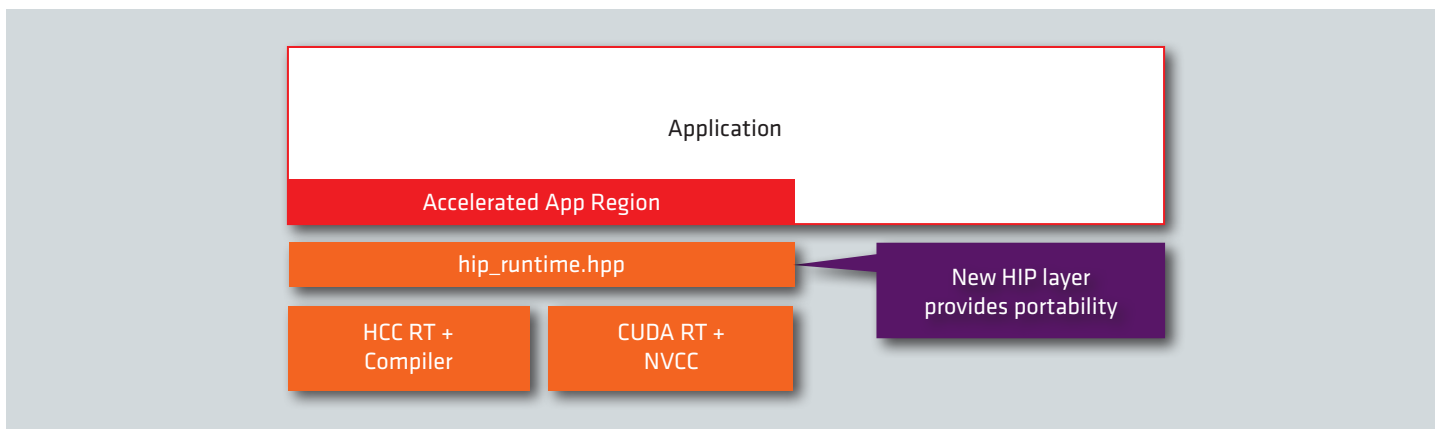 Application
Accelerated App Region
hip_runtime.hpp
New HIP layer
provides portability
HCC RT +
Compiler
CUDA RT +
NVCC